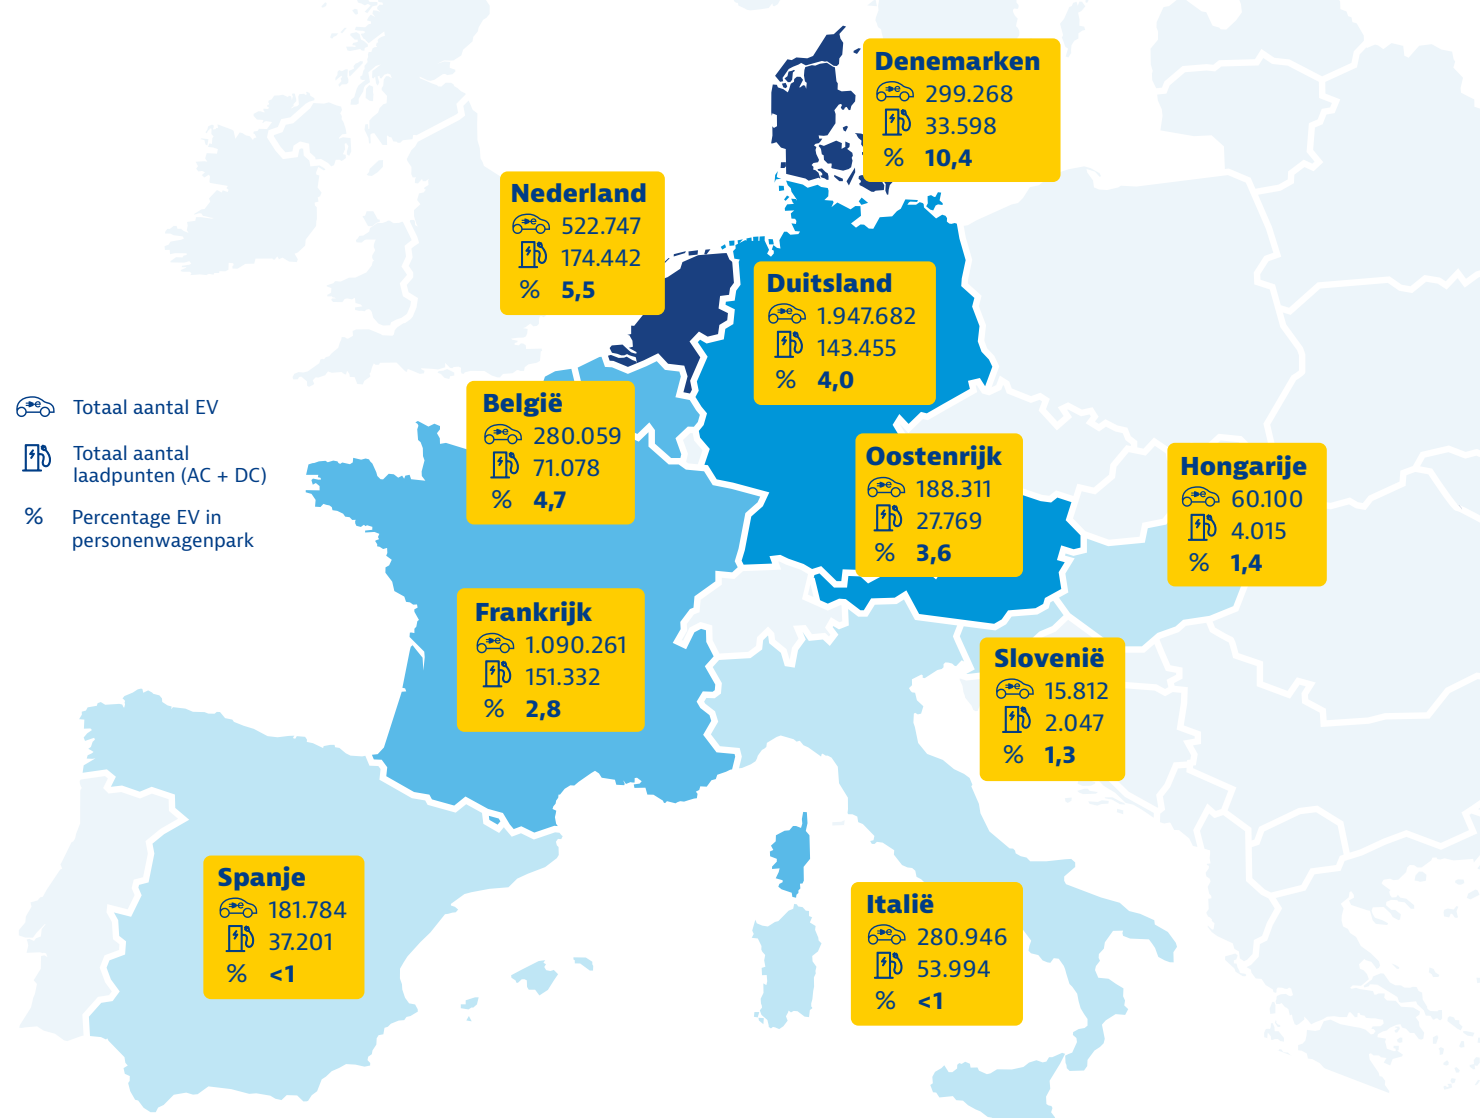 Denemarken
299.268
33.598
% 10,4
Nederland
522.747
174.442
% 5,5
Duitsland
1.947.682
143.455
% 4,0
België
280.059
71.078
% 4,7
Totaal aantal EV
Totaal aantal
laadpunten (AC + DC)
% Percentage EV in
personenwagenpark
Oostenrijk
188.311
27.769
% 3,6
Hongarije
60.100
4.015
% 1,4
Frankrijk
1.090.261
151.332
% 2,8
Slovenië
15.812
2.047
% 1,3
Spanje
181.784
37.201
% <1
Italië
280.946
53.994
% <1